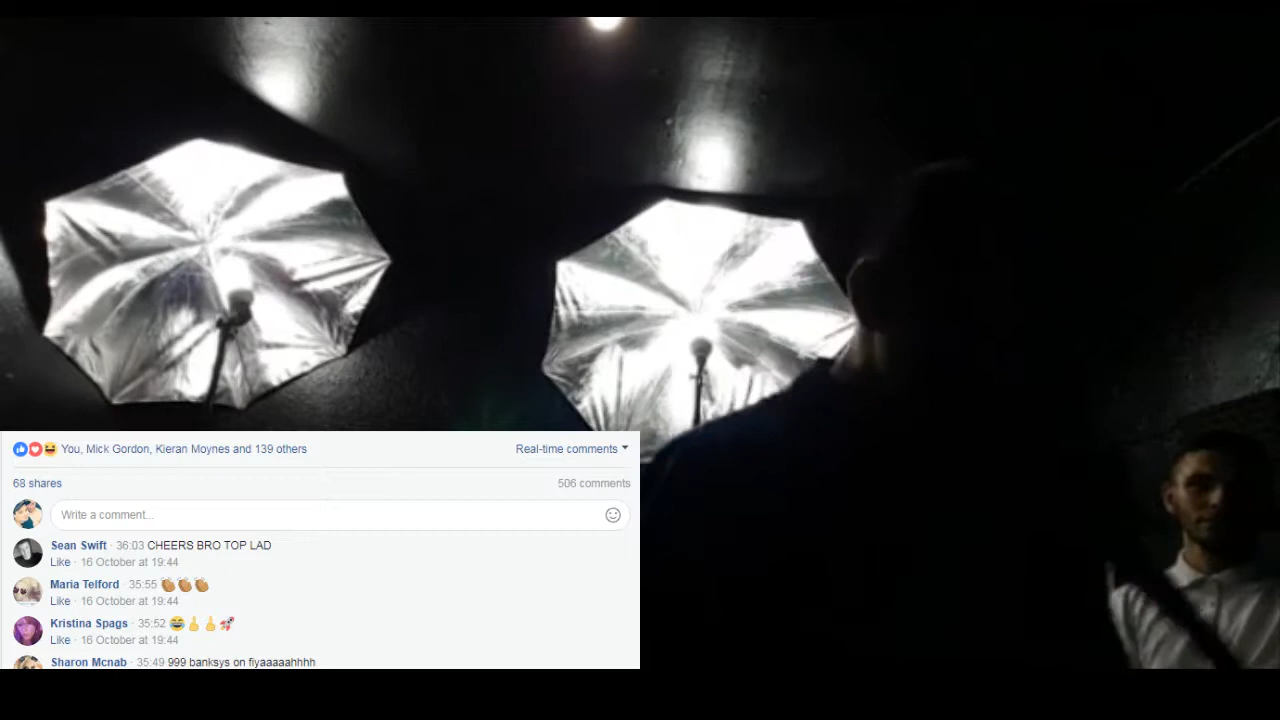 You, Mick Gordon, Kieran Moynes and 139 others Real-time comments
68 shares 506 comments
Write a comment...
Sean Swift · 36:03 CHEERS BRO TOP LAD
Like · 16 October at 19:44
Maria Telford · 35:55 👏👏👏
Like · 16 October at 19:44
Kristina Spags · 35:52 😂👍👍🚀
Like · 16 October at 19:44
Sharon Mcnab · 35:49 999 banksys on fiyaaaaahhhh